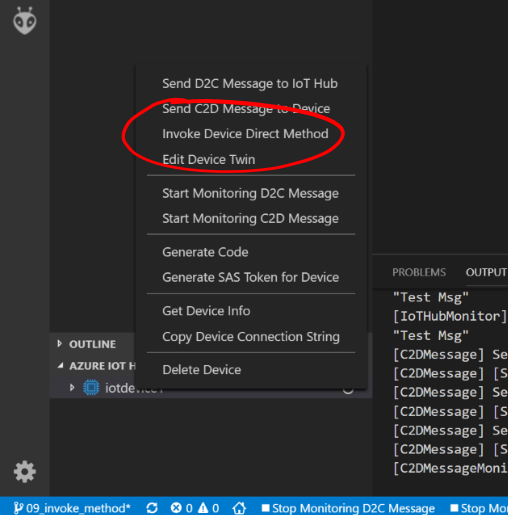 Send D2C Message to IoT Hub
Send C2D Message to Device
Invoke Device Direct Method
Edit Device Twin
Start Monitoring D2C Message
Start Monitoring C2D Message
Generate Code
Generate SAS Token for Device
Get Device Info
Copy Device Connection String
Delete Device
OUTLINE
AZURE IOT H
PROBLEMS OUTPUT
"Test Msg"
[IoTHubMonitor]
"Test Msg"
[C2DMessage] Se
[C2DMessage] [S
[C2DMessage] Se
[C2DMessage] [S
[C2DMessage] Se
[C2DMessage] [S
[C2DMessageMoni
09_invoke_method* 0 0 Stop Monitoring D2C Message Stop Mo